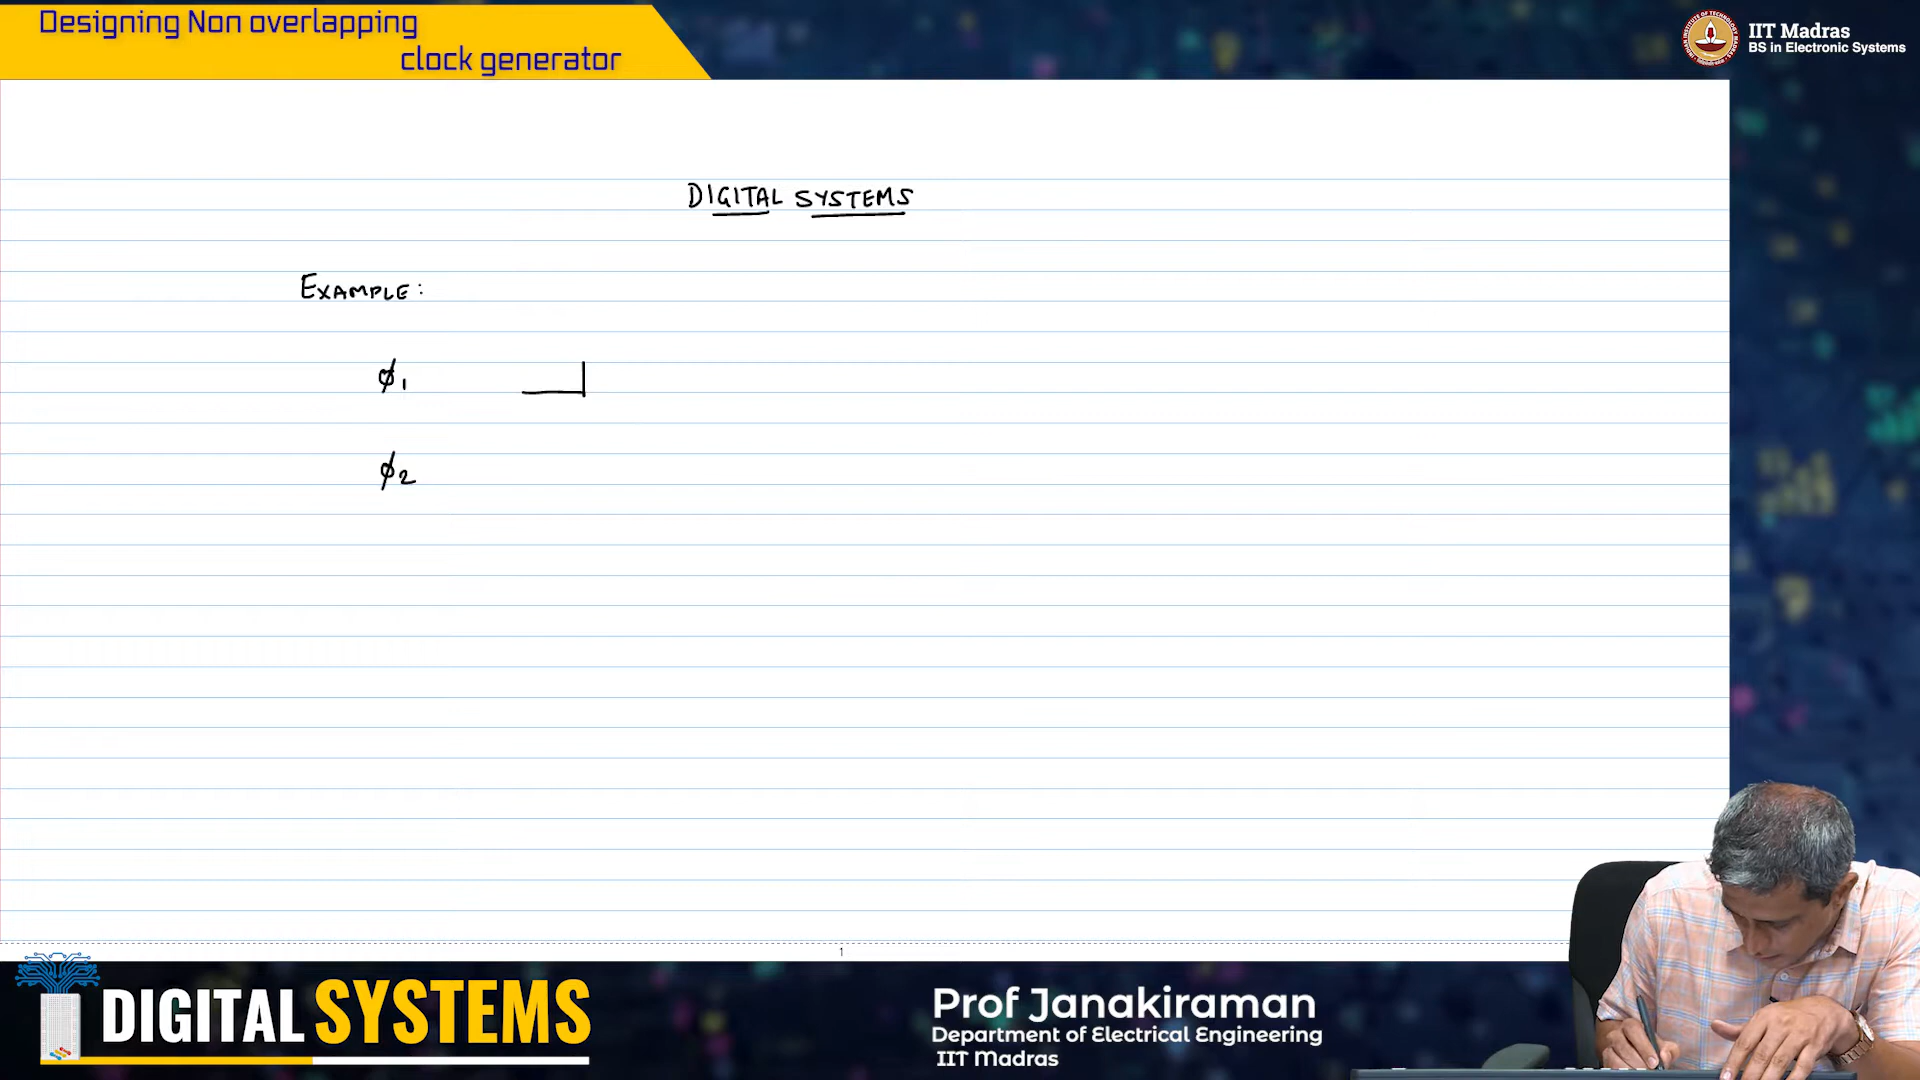 Designing Non overlapping
clock generator
IIT Madras
BS in Electronic Systems
DIGITAL SYSTEMS
EXAMPLE:
ϕ1
ϕ2
1
DIGITAL SYSTEMS
Prof Janakiraman
Department of Electrical Engineering
IIT Madras